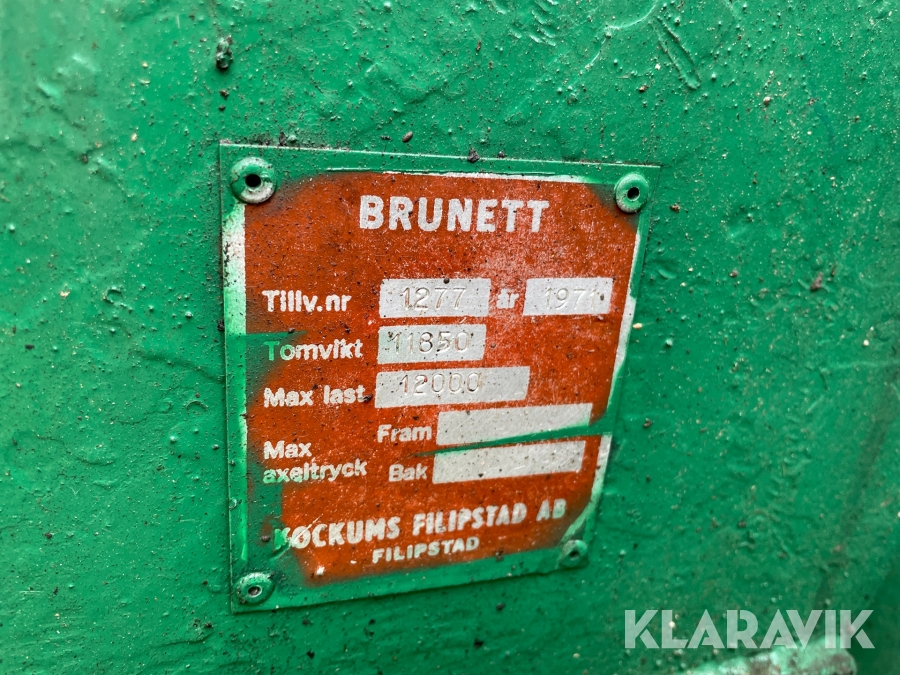 BRUNETT
Tillv.nr 1277 år 1971
Tomvikt 11850
Max last 12000
Max axeltryck Fram
Bak
KOCKUMS FILIPSTAD AB
FILIPSTAD
KLARAVIK